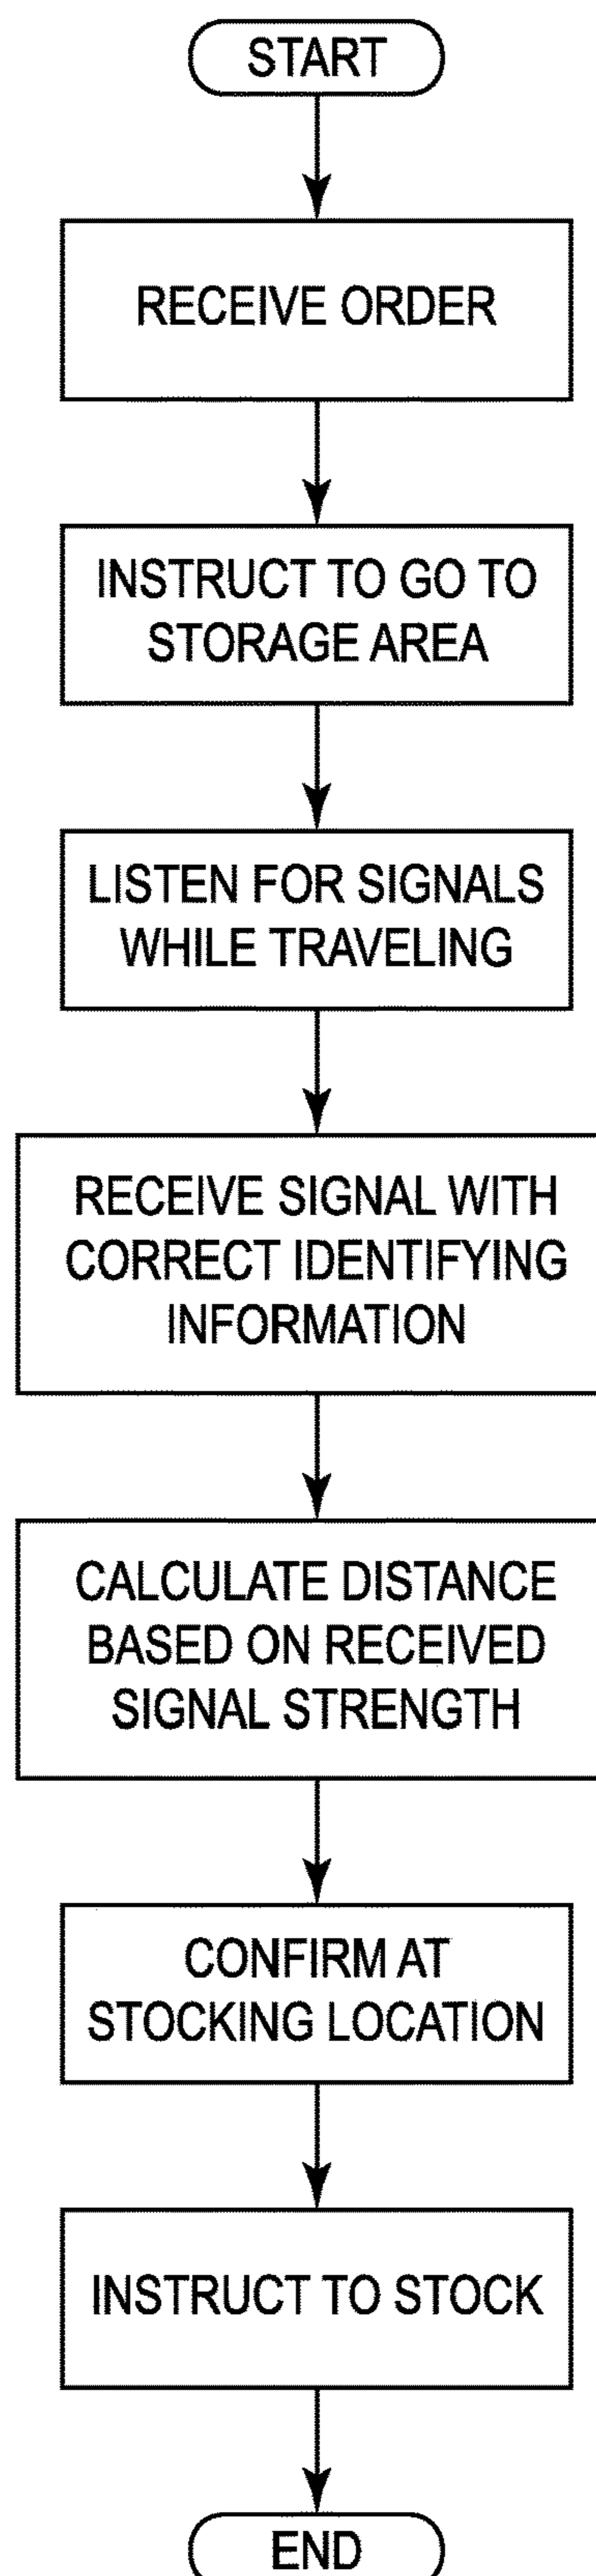 START
RECEIVE ORDER
INSTRUCT TO GO TO
STORAGE AREA
LISTEN FOR SIGNALS
WHILE TRAVELING
RECEIVE SIGNAL WITH
CORRECT IDENTIFYING
INFORMATION
CALCULATE DISTANCE
BASED ON RECEIVED
SIGNAL STRENGTH
CONFIRM AT
STOCKING LOCATION
INSTRUCT TO STOCK
END